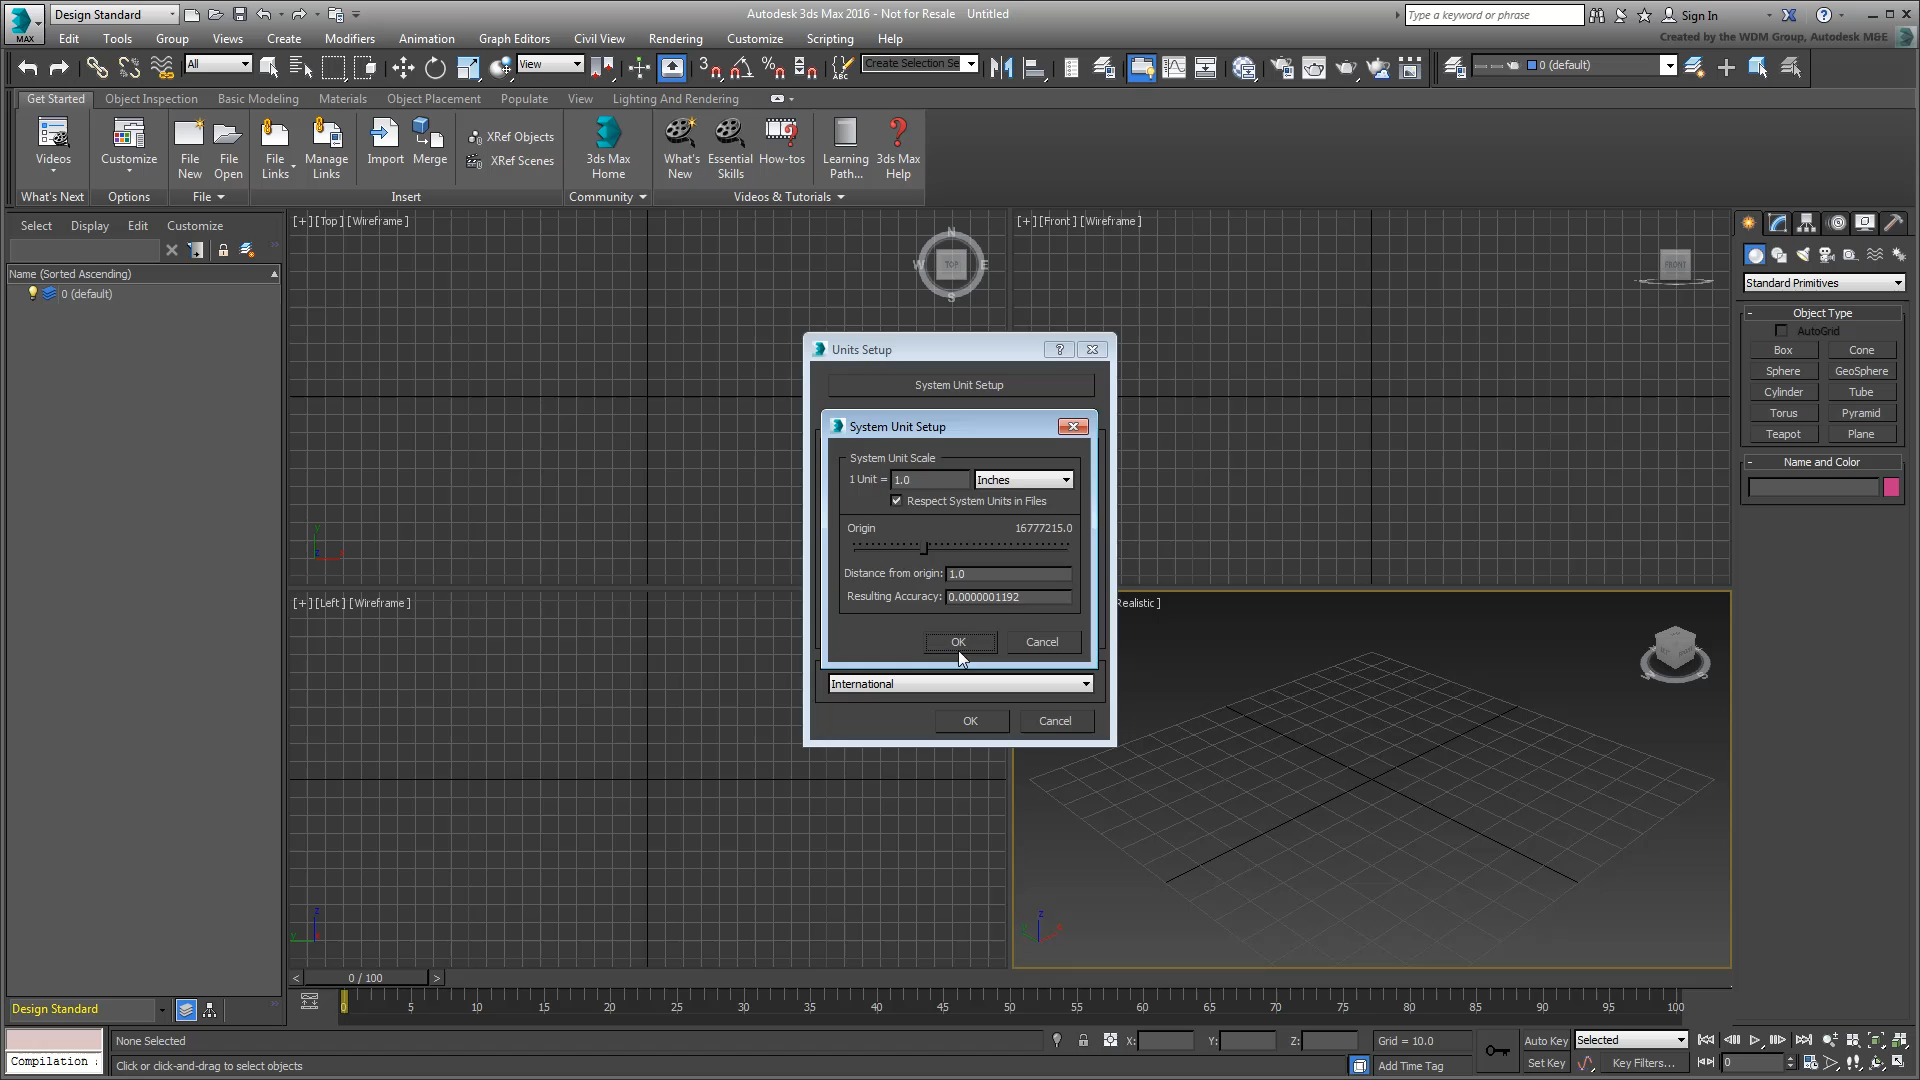 MAX
Design Standard
Autodesk 3ds Max 2016 - Not for Resale   Untitled
Type a keyword or phrase
Sign In
Edit Tools Group Views Create Modifiers Animation Graph Editors Civil View Rendering Customize Scripting Help
Created by the WDM Group, Autodesk M&E
All
View
3
%
ABC
Create Selection Se
0 (default)
Get Started Object Inspection Basic Modeling Materials Object Placement Populate View Lighting And Rendering
Videos
Customize
File New
File Open
File Links
Manage Links
Import
Merge
XRef Objects
XRef Scenes
3ds Max Home
What's New
Essential Skills
How-tos
Learning Path...
3ds Max Help
What's Next Options File Insert Community Videos & Tutorials
Select Display Edit Customize
Name (Sorted Ascending)
0 (default)
[+] [Top] [Wireframe]
N
W TOP E
S
[+] [Front] [Wireframe]
FRONT
Standard Primitives
- Object Type
AutoGrid
Box Cone
Sphere GeoSphere
Cylinder Tube
Torus Pyramid
Teapot Plane
- Name and Color
Units Setup
?
System Unit Setup
System Unit Setup
System Unit Scale
1 Unit = 1.0 Inches
Respect System Units in Files
Origin 16777215.0
Distance from origin: 1.0
Resulting Accuracy: 0.0000001192
OK Cancel
International
OK Cancel
y
z x
[+] [Left] [Wireframe]
Realistic ]
z
y
z
< 0 / 100 >
0 5 10 15 20 25 30 35 40 45 50 55 60 65 70 75 80 85 90 95 100
Design Standard
None Selected
X: Y: Z:
Grid = 10.0
Auto Key Selected
Compilation
Click or click-and-drag to select objects
Add Time Tag
Set Key Key Filters...
0